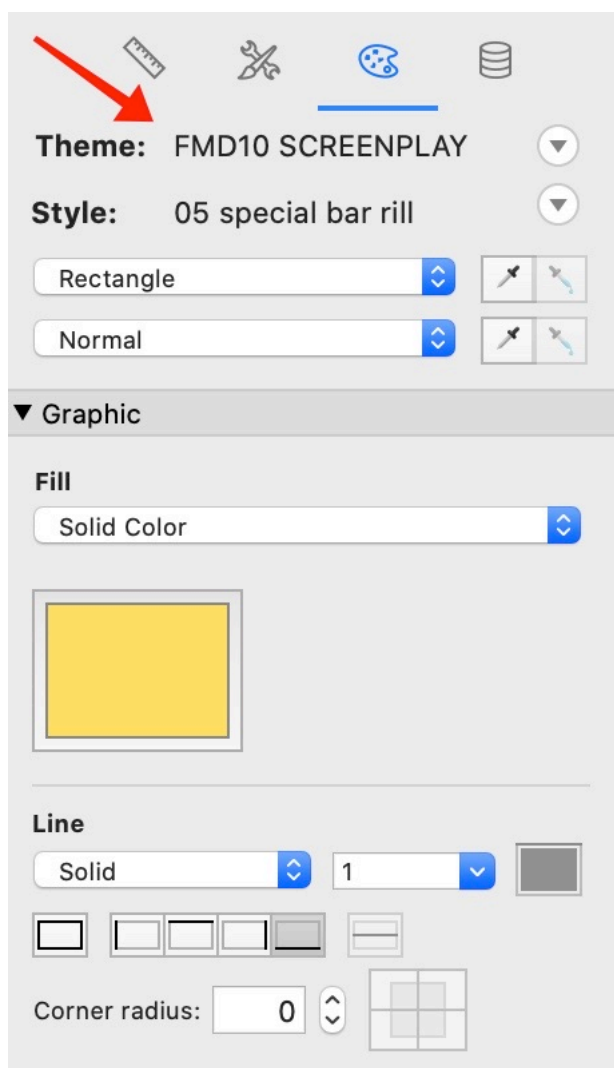 Theme: FMD10 SCREENPLAY
Style: 05 special bar rill
Rectangle
Normal
Graphic
Fill
Solid Color
Line
Solid 1
Corner radius: 0